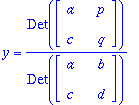 y = Det([a p; c q]) / Det([a b; c d])